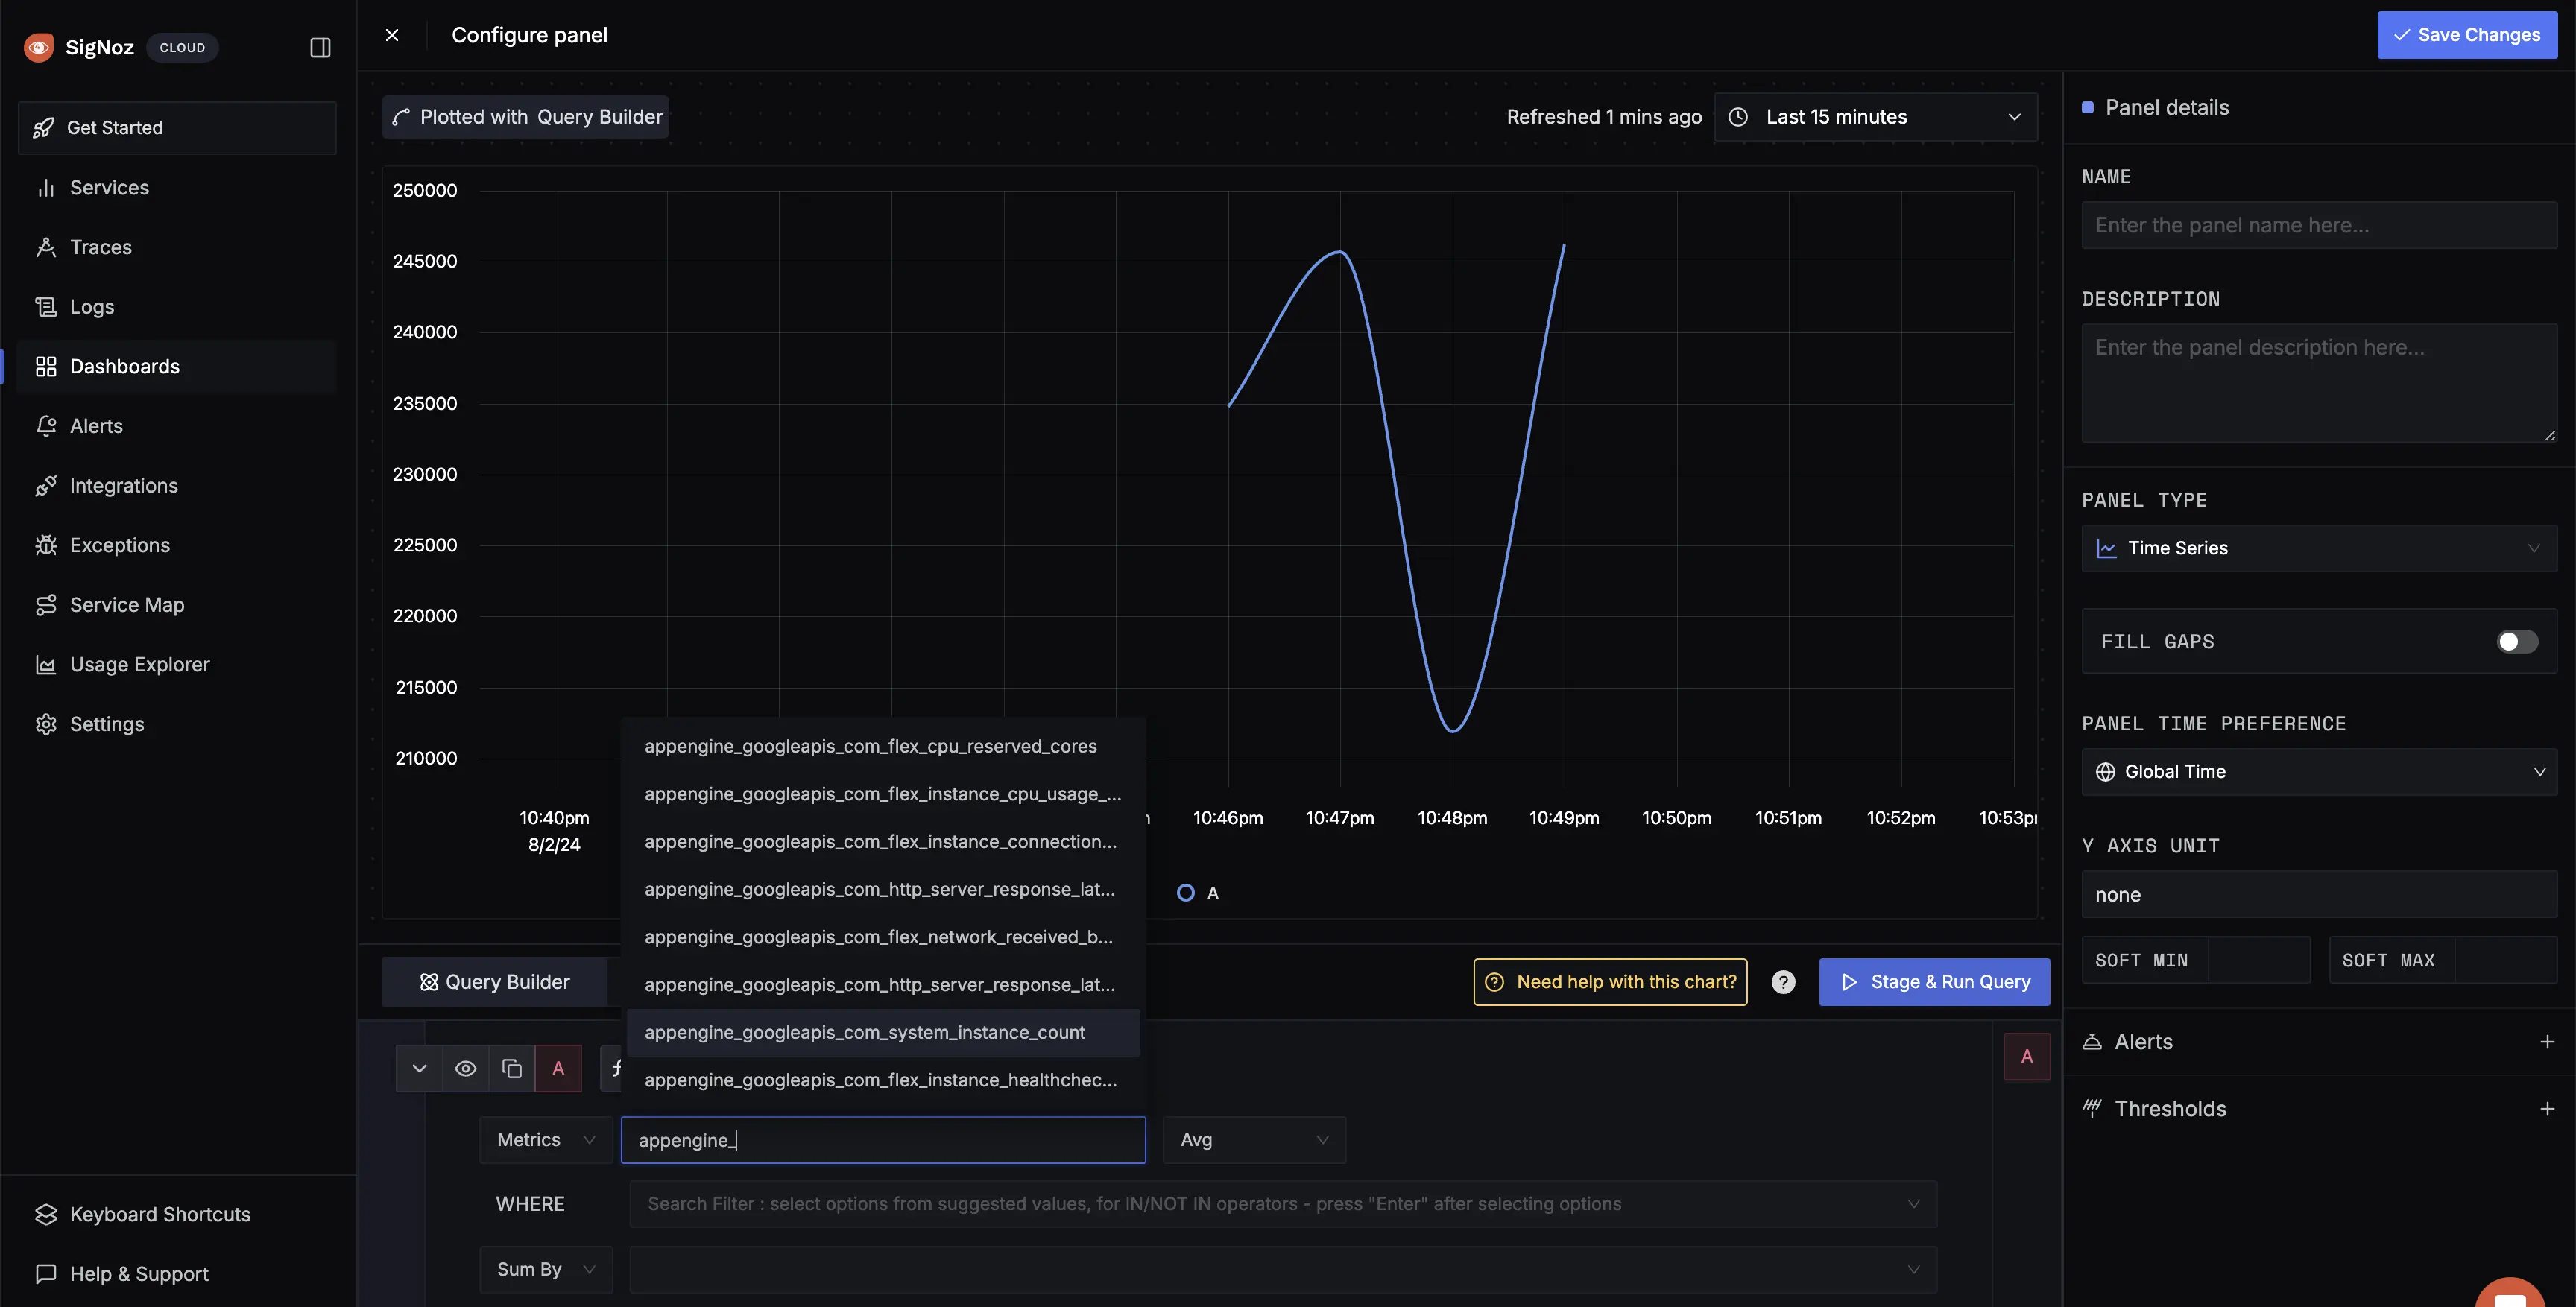 SigNoz CLOUD
Get Started
Services
Traces
Logs
Dashboards
Alerts
Integrations
Exceptions
Service Map
Usage Explorer
Settings
Keyboard Shortcuts
Help & Support
Configure panel
Save Changes
Plotted with Query Builder
Refreshed 1 mins ago
Last 15 minutes
250000
245000
240000
235000
230000
225000
220000
215000
210000
10:40pm
8/2/24
10:46pm 10:47pm 10:48pm 10:49pm 10:50pm 10:51pm 10:52pm 10:53p
A
appengine_googleapis_com_flex_cpu_reserved_cores
appengine_googleapis_com_flex_instance_cpu_usage_...
appengine_googleapis_com_flex_instance_connection...
appengine_googleapis_com_http_server_response_lat...
appengine_googleapis_com_flex_network_received_b...
appengine_googleapis_com_http_server_response_lat...
appengine_googleapis_com_system_instance_count
appengine_googleapis_com_flex_instance_healthchec...
Query Builder
Need help with this chart?
Stage & Run Query
A
A
Metrics
appengine_
Avg
WHERE
Search Filter : select options from suggested values, for IN/NOT IN operators - press "Enter" after selecting options
Sum By
Panel details
NAME
Enter the panel name here...
DESCRIPTION
Enter the panel description here...
PANEL TYPE
Time Series
FILL GAPS
PANEL TIME PREFERENCE
Global Time
Y AXIS UNIT
none
SOFT MIN
SOFT MAX
Alerts
Thresholds